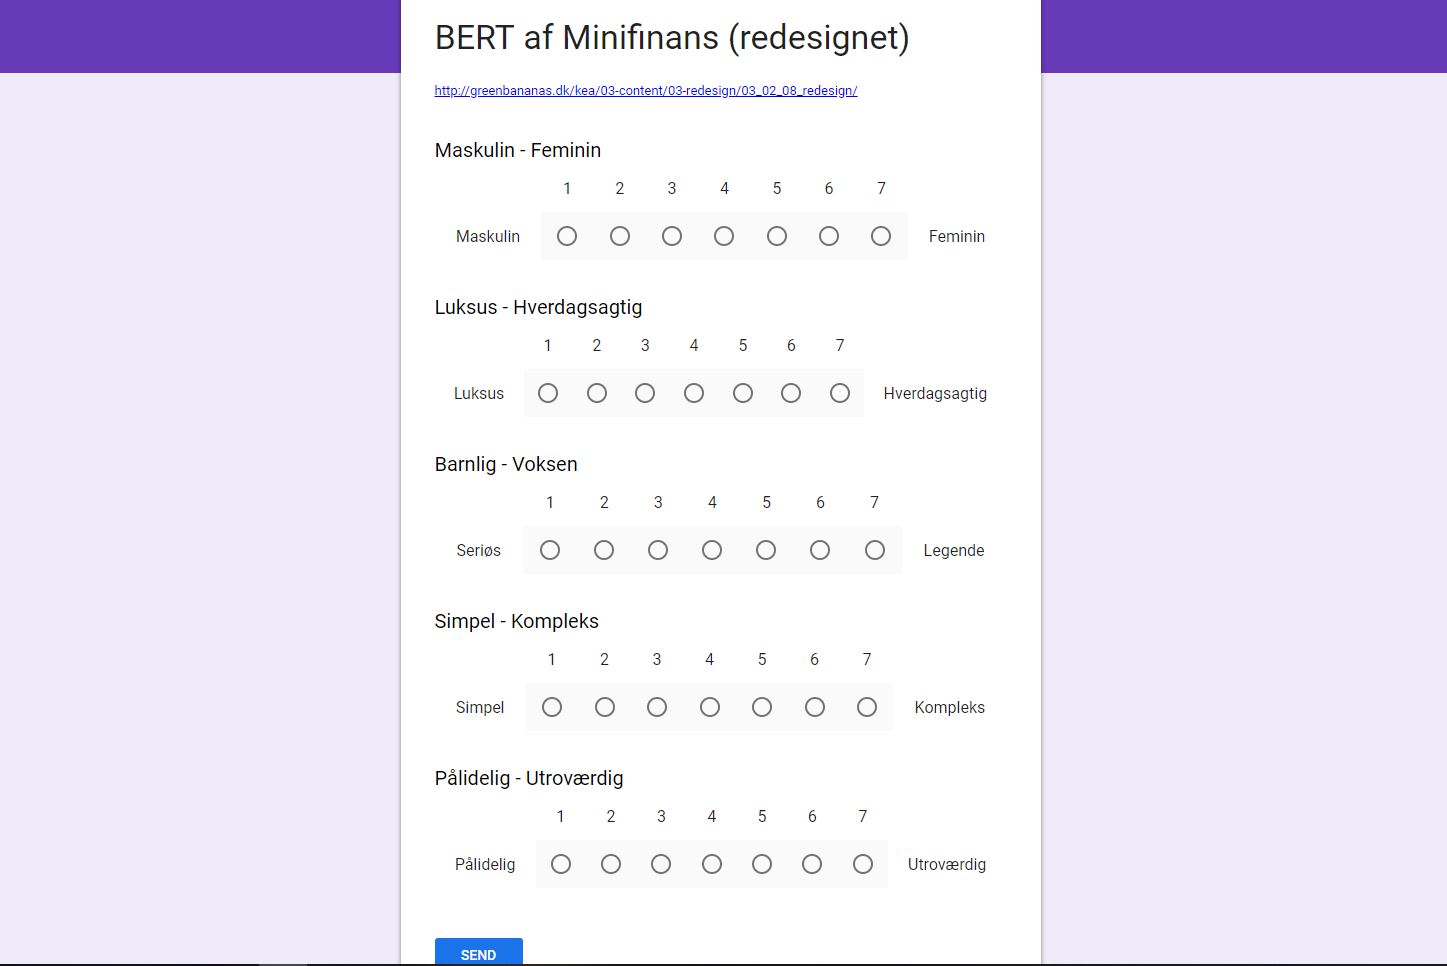 BERT af Minifinans (redesignet)
http://greenbananas.dk/kea/03-content/03-redesign/03_02_08_redesign/
Maskulin - Feminin
1 2 3 4 5 6 7
Maskulin Feminin
Luksus - Hverdagsagtig
1 2 3 4 5 6 7
Luksus Hverdagsagtig
Barnlig - Voksen
1 2 3 4 5 6 7
Seriøs Legende
Simpel - Kompleks
1 2 3 4 5 6 7
Simpel Kompleks
Pålidelig - Utroværdig
1 2 3 4 5 6 7
Pålidelig Utroværdig
SEND